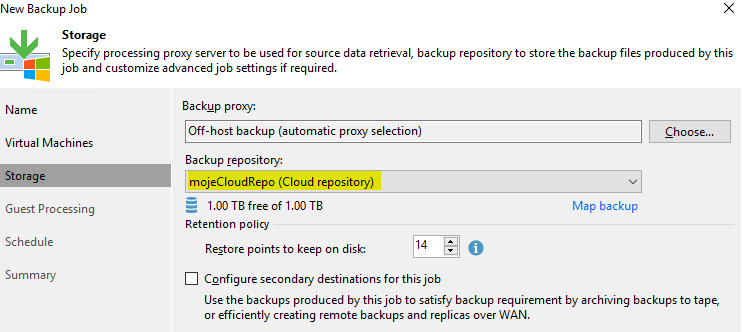 New Backup Job
Storage
Specify processing proxy server to be used for source data retrieval, backup repository to store the backup files produced by this
job and customize advanced job settings if required.
Name
Virtual Machines
Storage
Guest Processing
Schedule
Summary
Backup proxy:
Off-host backup (automatic proxy selection)
Choose...
Backup repository:
mojeCloudRepo (Cloud repository)
1.00 TB free of 1.00 TB
Map backup
Retention policy
Restore points to keep on disk:
14
Configure secondary destinations for this job
Use the backups produced by this job to satisfy backup requirement by archiving backups to tape,
or efficiently creating remote backups and replicas over WAN.